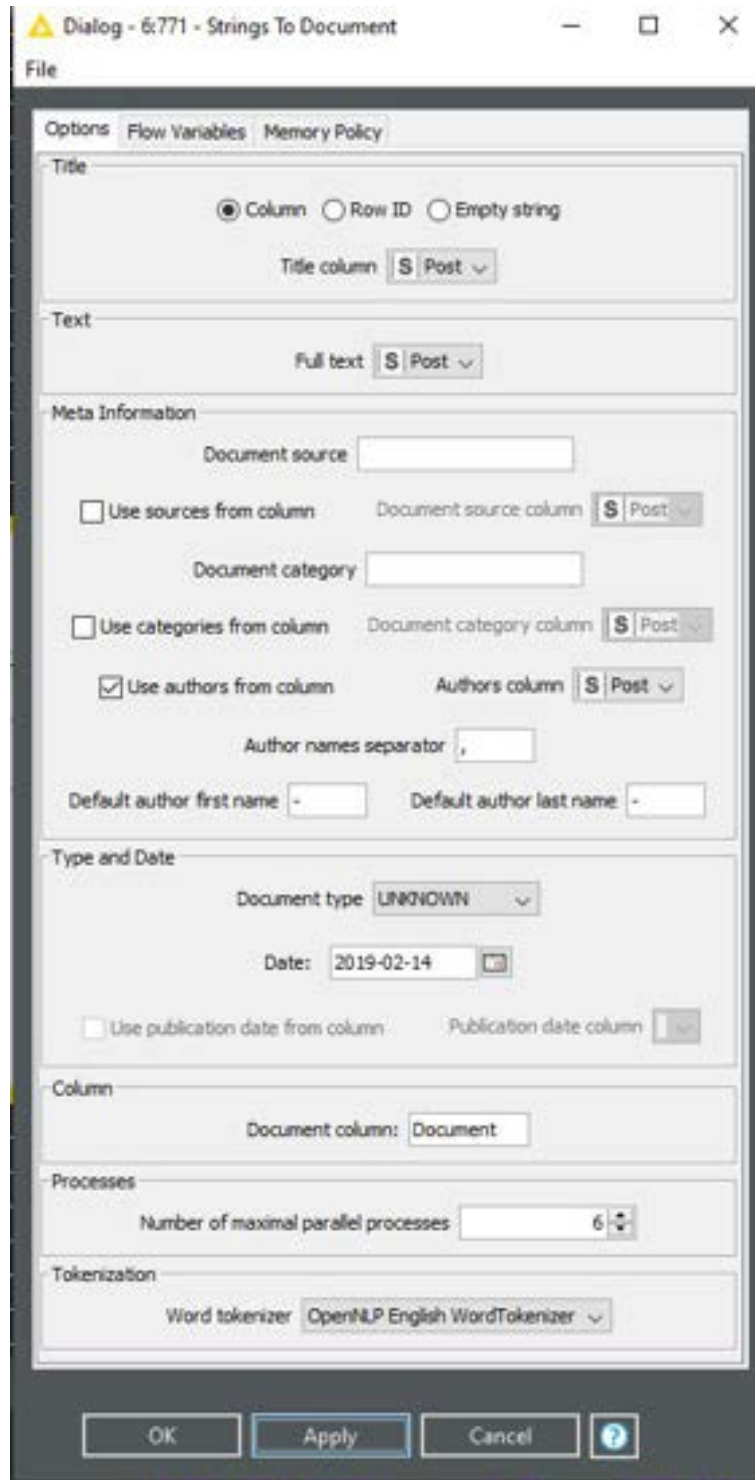 Dialog - 6:771 - Strings To Document
File
Options Flow Variables Memory Policy
Title
Column Row ID Empty string
Title column S Post
Text
Full text S Post
Meta Information
Document source
Use sources from column Document source column S Post
Document category
Use categories from column Document category column S Post
Use authors from column Authors column S Post
Author names separator ,
Default author first name - Default author last name -
Type and Date
Document type UNKNOWN
Date: 2019-02-14
Use publication date from column Publication date column
Column
Document column: Document
Processes
Number of maximal parallel processes 6
Tokenization
Word tokenizer OpenNLP English WordTokenizer
OK Apply Cancel ?